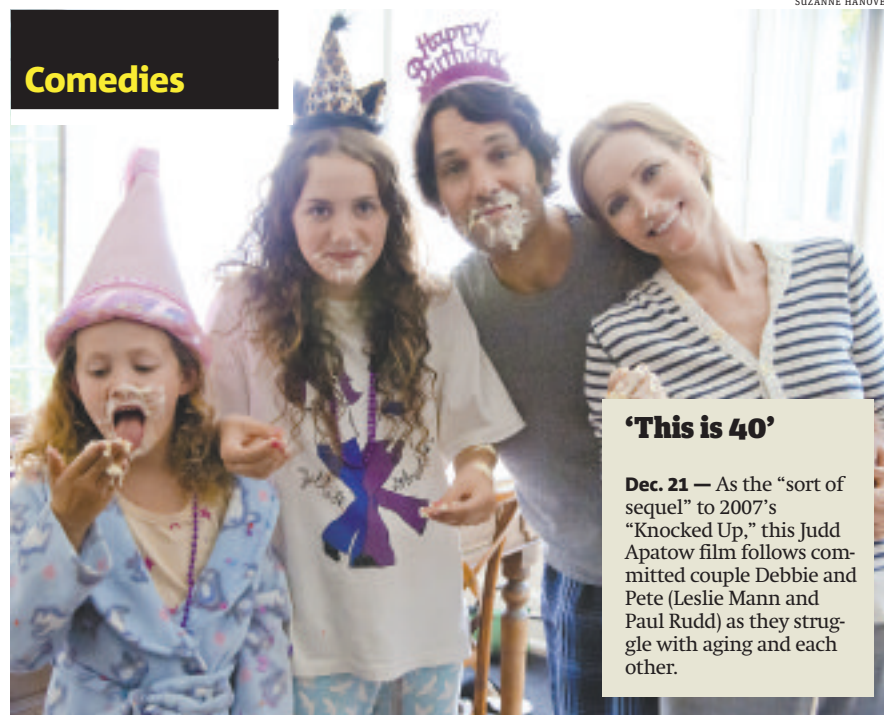 SUZANNE HANOVE
Comedies
Happy
Birthday
‘This is 40’
Dec. 21 — As the “sort of
sequel” to 2007’s
“Knocked Up,” this Judd
Apatow film follows com-
mitted couple Debbie and
Pete (Leslie Mann and
Paul Rudd) as they strug-
gle with aging and each
other.